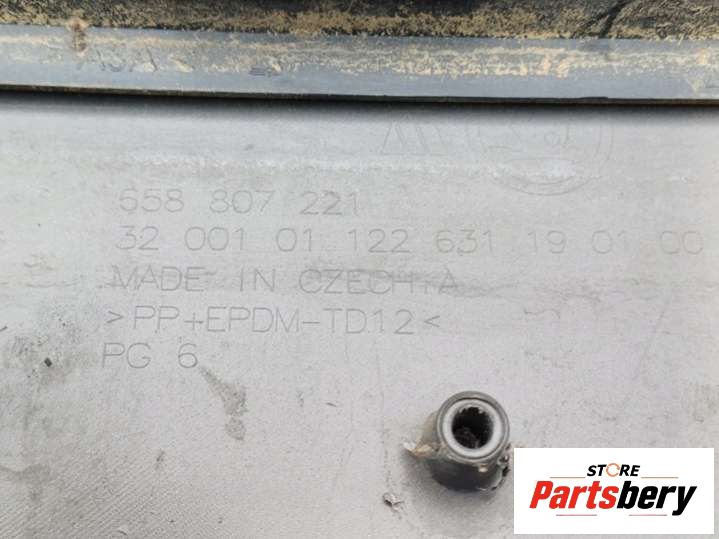 658 807 221
32 001 01 122 631 19 01 00
MADE IN CZECHIA
>PP+EPDM-TD12<
PG 6
STORE
Partsbery